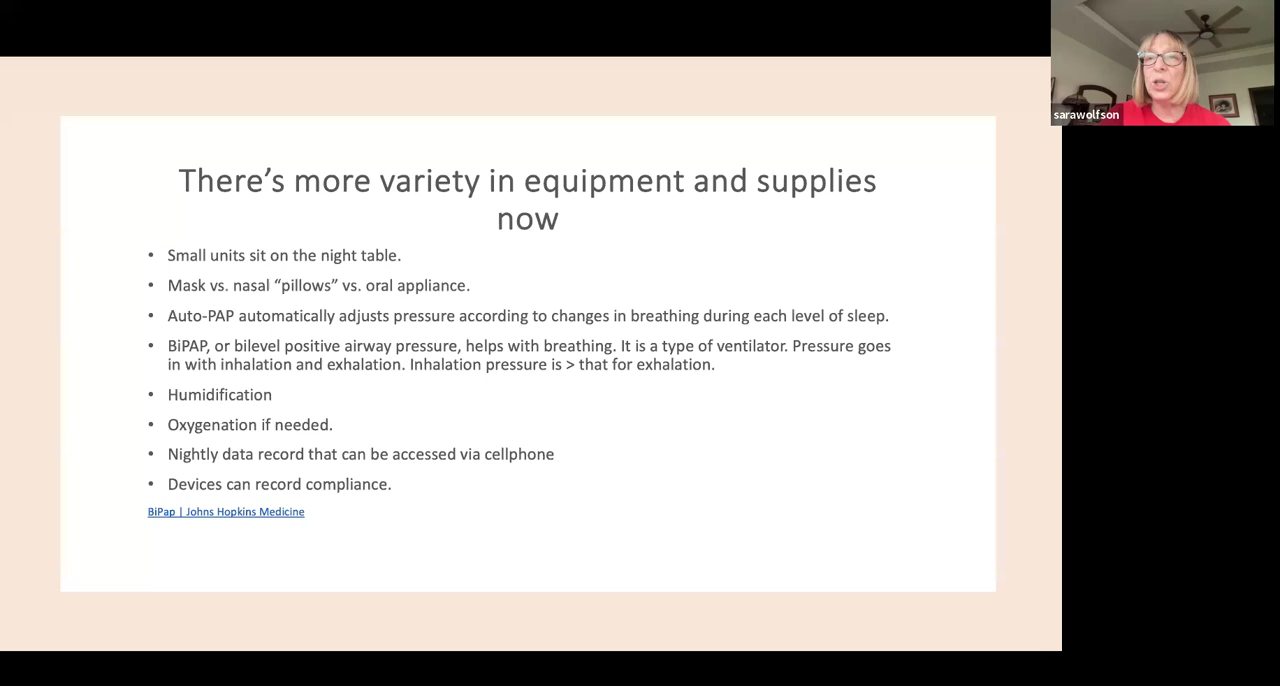 There’s more variety in equipment and supplies
now
• Small units sit on the night table.
• Mask vs. nasal “pillows” vs. oral appliance.
• Auto-PAP automatically adjusts pressure according to changes in breathing during each level of sleep.
• BiPAP, or bilevel positive airway pressure, helps with breathing. It is a type of ventilator. Pressure goes
in with inhalation and exhalation. Inhalation pressure is > that for exhalation.
• Humidification
• Oxygenation if needed.
• Nightly data record that can be accessed via cellphone
• Devices can record compliance.
BiPap | Johns Hopkins Medicine
sarawolfson